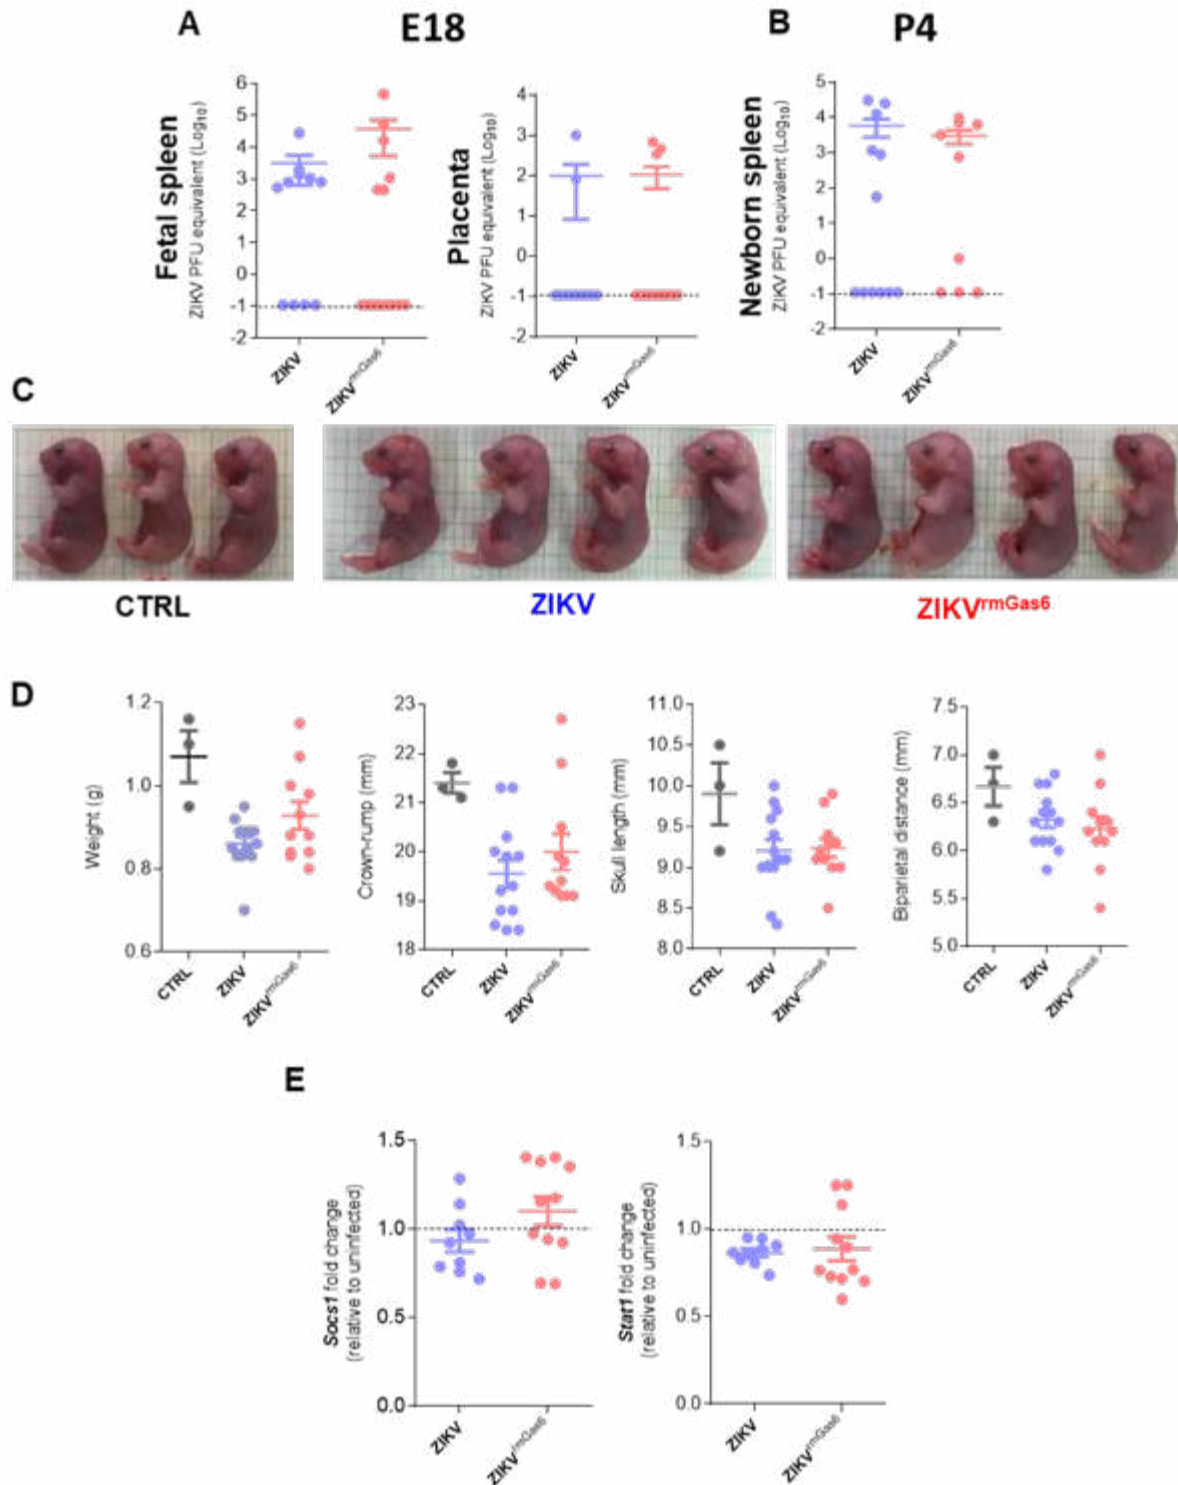 A
E18
B
P4
Fetal spleen
ZIKV PFU equivalent (Log10)
6
5
4
3
2
1
0
-1
-2
ZIKV
ZIKVrmGas6
Placenta
ZIKV PFU equivalent (Log10)
4
3
2
1
0
-1
-2
ZIKV
ZIKVrmGas6
Newborn spleen
ZIKV PFU equivalent (Log10)
5
4
3
2
1
0
-1
-2
ZIKV
ZIKVrmGas6
C
CTRL
ZIKV
ZIKVrmGas6
D
Weight (g)
1.2
1.0
0.8
0.6
CTRL
ZIKV
ZIKVrmGas6
Crown-rump (mm)
23
22
21
20
19
18
CTRL
ZIKV
ZIKVrmGas6
Skull length (mm)
10.5
11.0
10.0
9.5
9.0
8.5
8.0
CTRL
ZIKV
ZIKVrmGas6
Biparietal distance (mm)
7.5
7.0
6.5
6.0
5.5
5.0
CTRL
ZIKV
ZIKVrmGas6
E
Socs1 fold change
(relative to uninfected)
1.5
1.0
0.5
0.0
ZIKV
ZIKVrmGas6
Stat1 fold change
(relative to uninfected)
1.5
1.0
0.5
0.0
ZIKV
ZIKVrmGas6